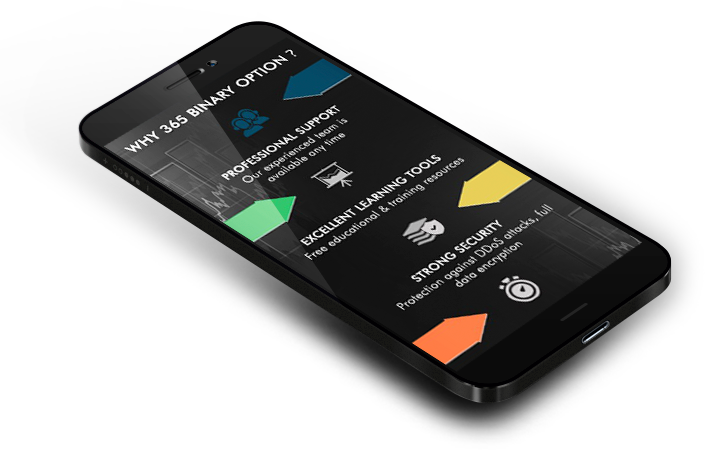 WHY 365 BINARY OPTION ?
PROFESSIONAL SUPPORT
Our experienced team is
available any time
EXCELLENT LEARNING TOOLS
Free educational & training resources
STRONG SECURITY
Protection against DDoS attacks, full
data encryption